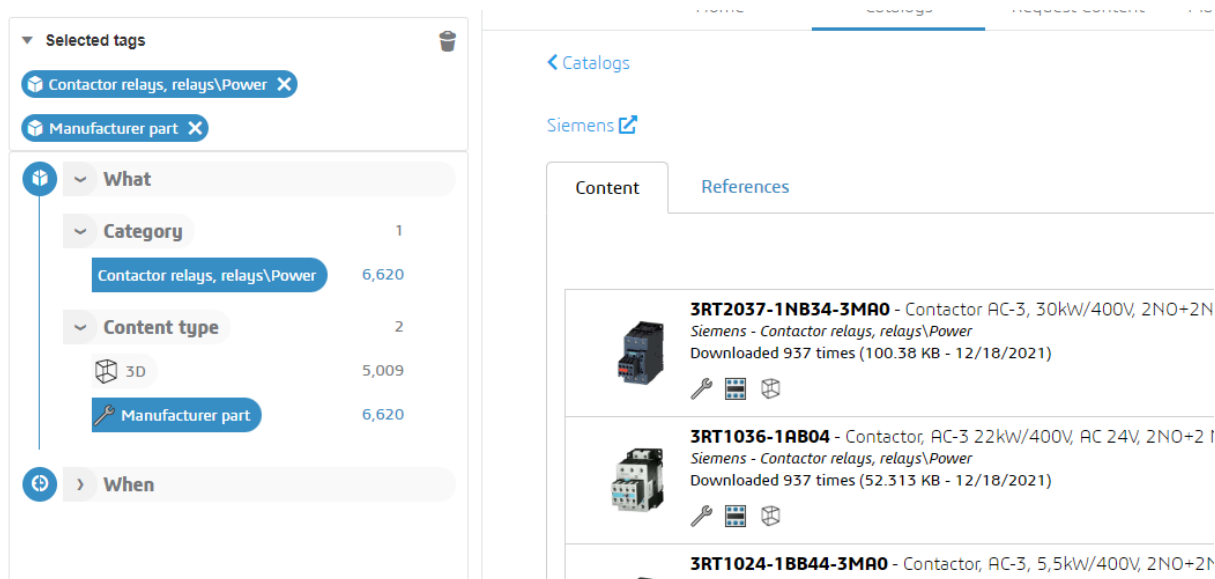 Selected tags
Contactor relays, relays\Power
Manufacturer part
What
Category 1
Contactor relays, relays\Power 6,620
Content type 2
3D 5,009
Manufacturer part 6,620
When
Home Catalogs Request Content
Catalogs
Siemens
Content References
3RT2037-1NB34-3MA0 - Contactor AC-3, 30kW/400V, 2NO+2N
Siemens - Contactor relays, relays\Power
Downloaded 937 times (100.38 KB - 12/18/2021)
3RT1036-1AB04 - Contactor, AC-3 22kW/400V, AC 24V, 2NO+2
Siemens - Contactor relays, relays\Power
Downloaded 937 times (52.313 KB - 12/18/2021)
3RT1024-1BB44-3MA0 - Contactor, AC-3, 5,5kW/400V, 2NO+2N